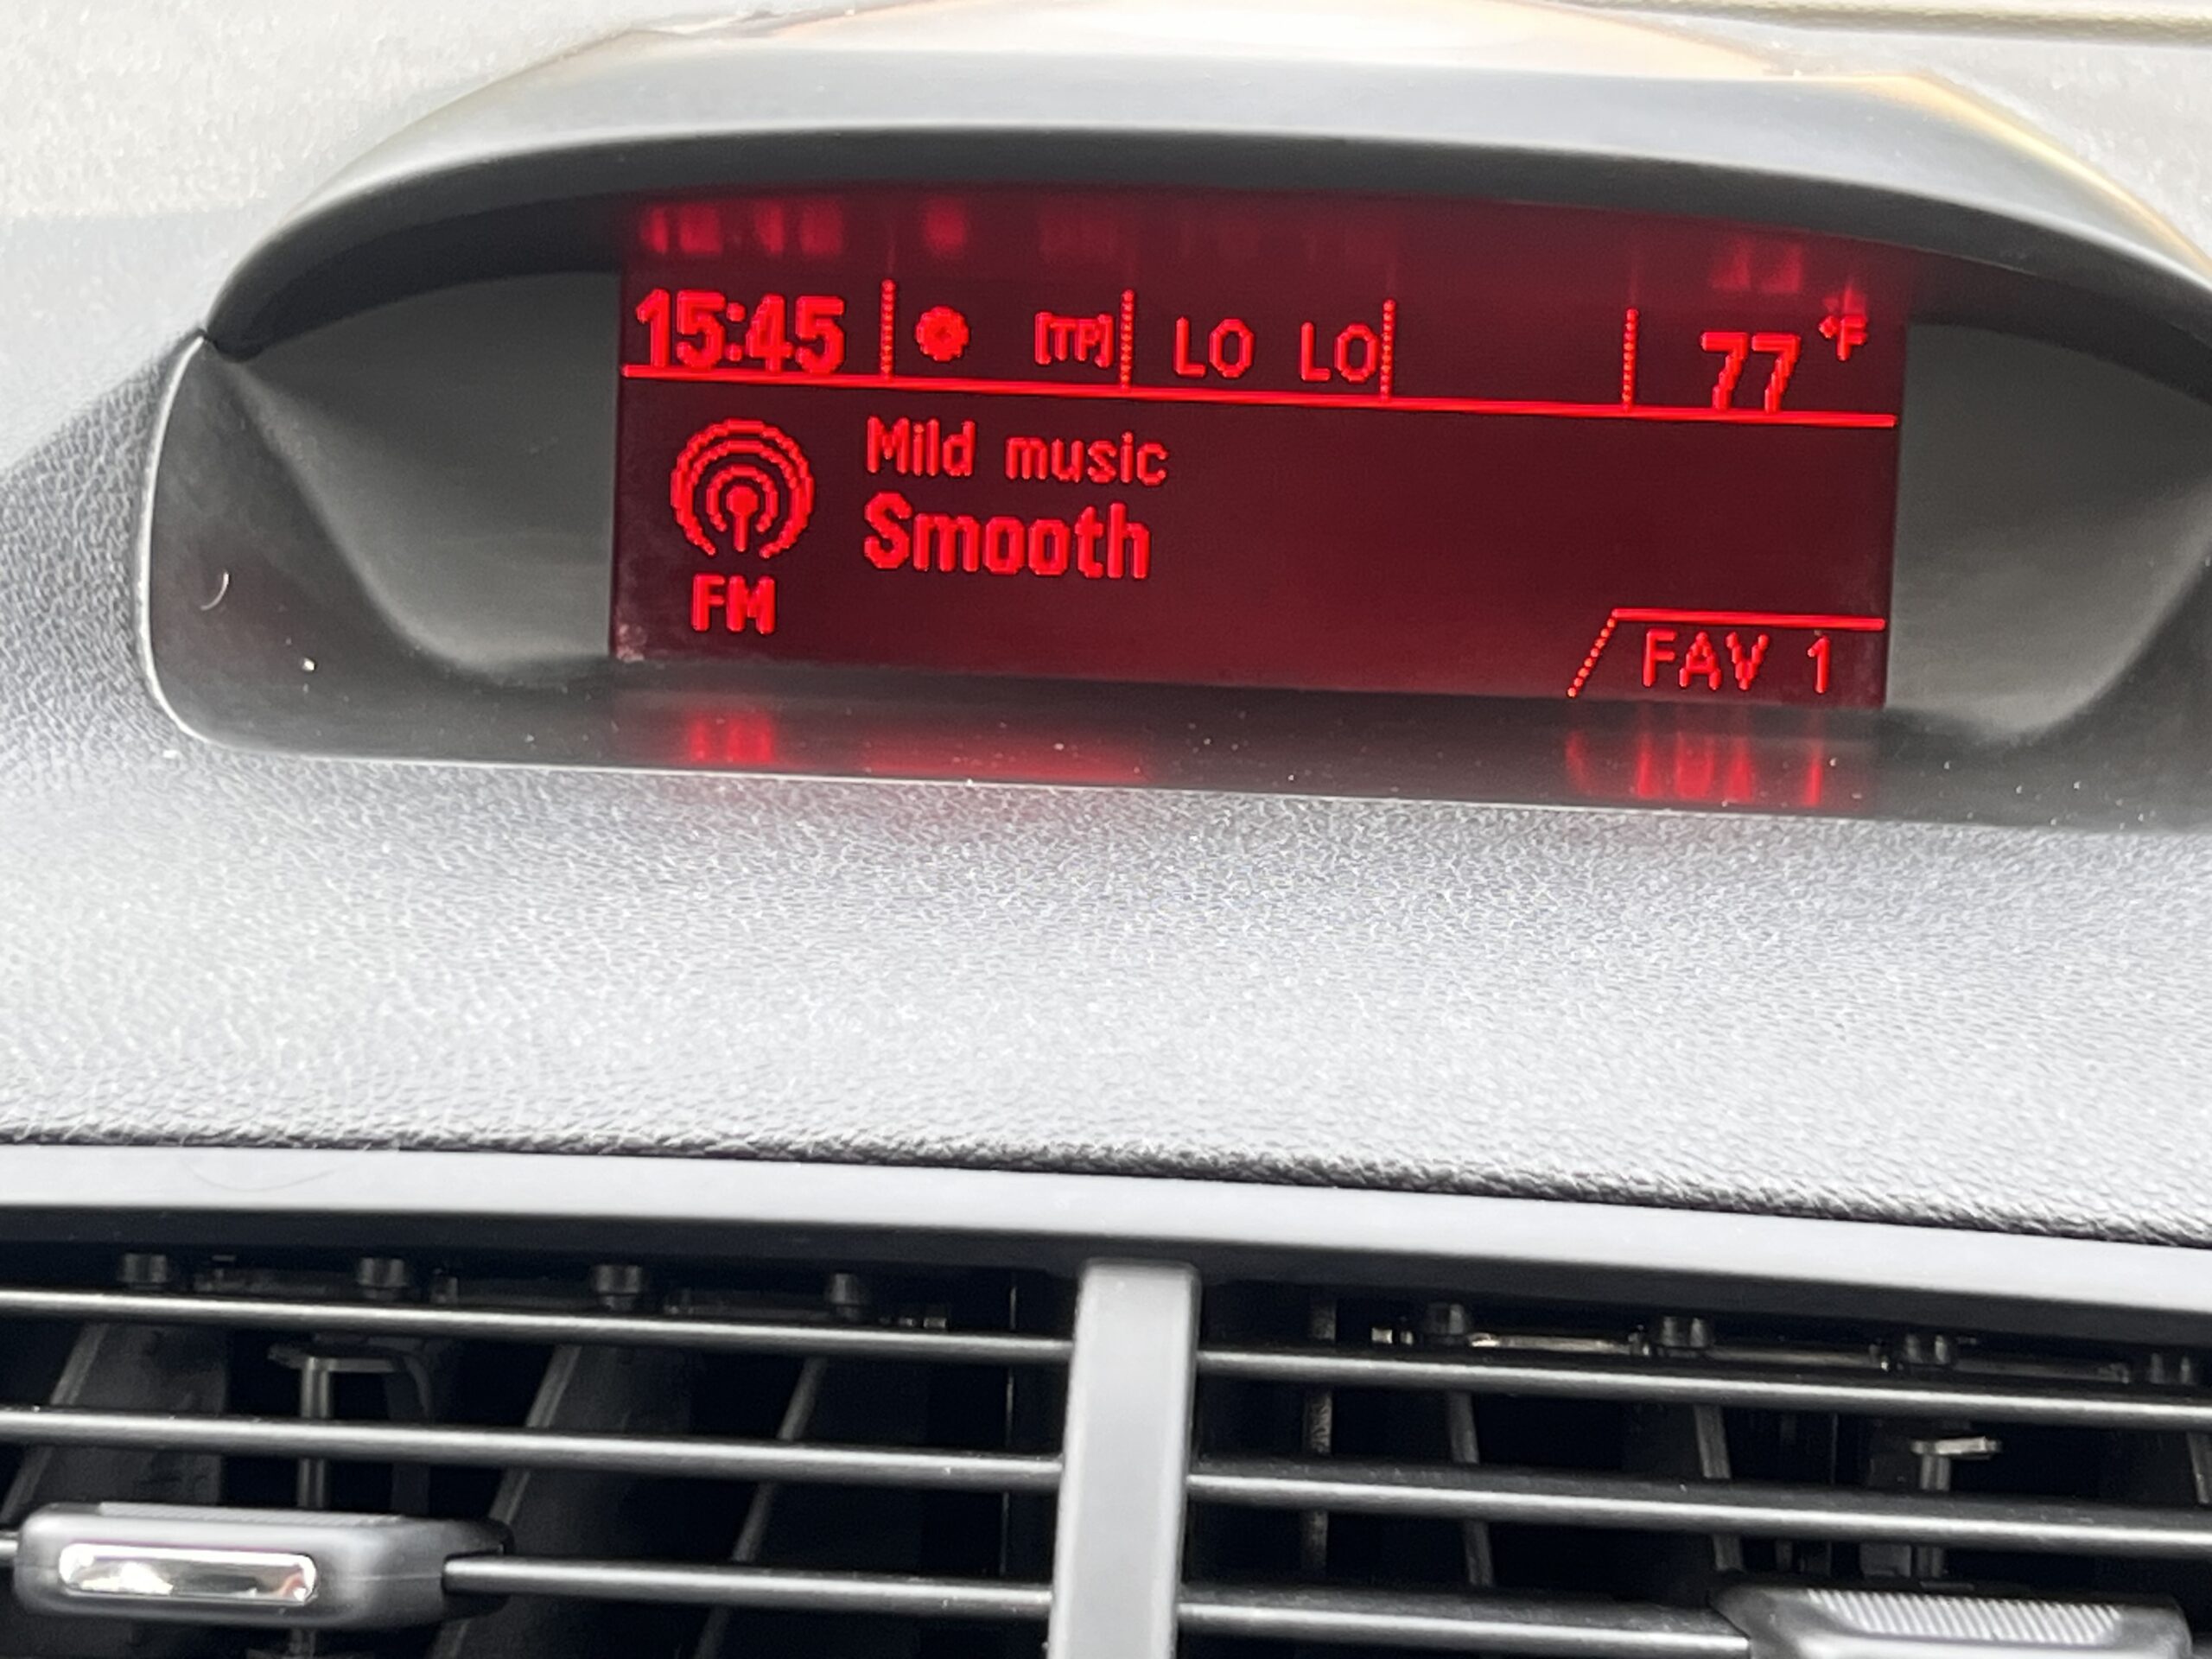 15:45 [TP] LO LO 77 °F
Mild music
Smooth
FM
FAV 1